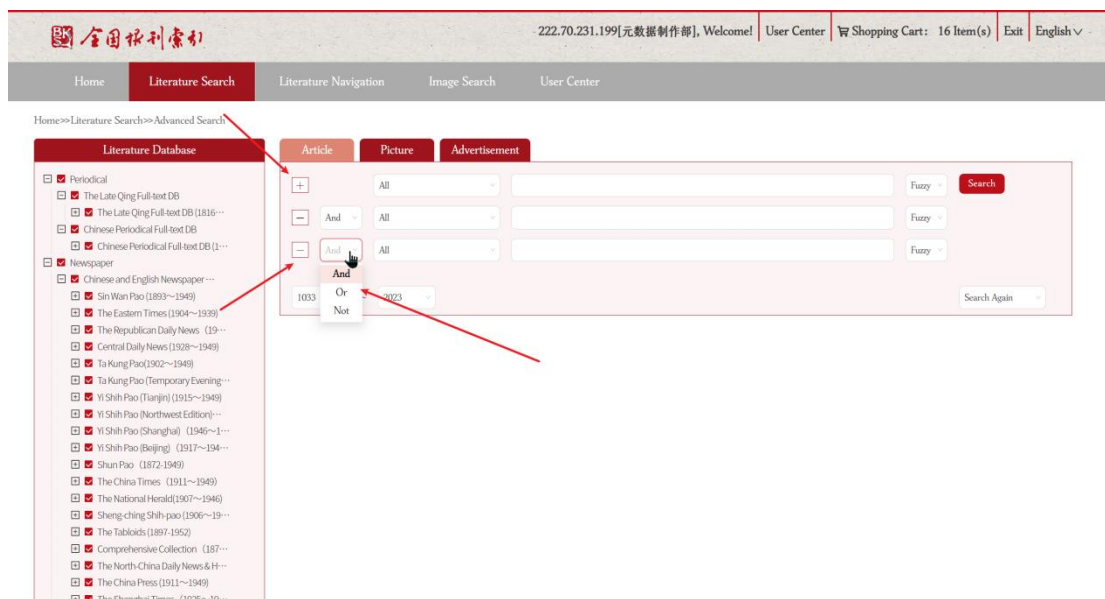 全国报刊索引
222.70.231.199[元数据制作部], Welcome! User Center Shopping Cart: 16 Item(s) Exit English
Home Literature Search Literature Navigation Image Search User Center
Home>>Literature Search>>Advanced Search
Literature Database
Periodical
The Late Qing Full-text DB
The Late Qing Full-text DB (1816···
Chinese Periodical Full-text DB
Chinese Periodical Full-text DB (1···
Newspaper
Chinese and English Newspaper···
Sin Wan Pao (1893～1949)
The Eastern Times (1904～1939)
The Republican Daily News（19···
Central Daily News (1928～1949)
Ta Kung Pao(1902～1949)
Ta Kung Pao (Temporary Evening···
Yi Shih Pao (Tianjin) (1915～1949)
Yi Shih Pao (Northwest Edition)···
Yi Shih Pao (Shanghai)（1946～1···
Yi Shih Pao (Beijing)（1917～194···
Shun Pao（1872-1949)
The China Times（1911～1949)
The National Herald(1907～1946)
Sheng-ching Shih-pao (1906～19···
The Tabloids (1897-1952)
Comprehensive Collection（187···
The North-China Daily News & H···
The China Press (1911～1949)
Article Picture Advertisement
All Fuzzy Search
And All Fuzzy
And All Fuzzy
And
Or
Not
1033 2023 Search Again